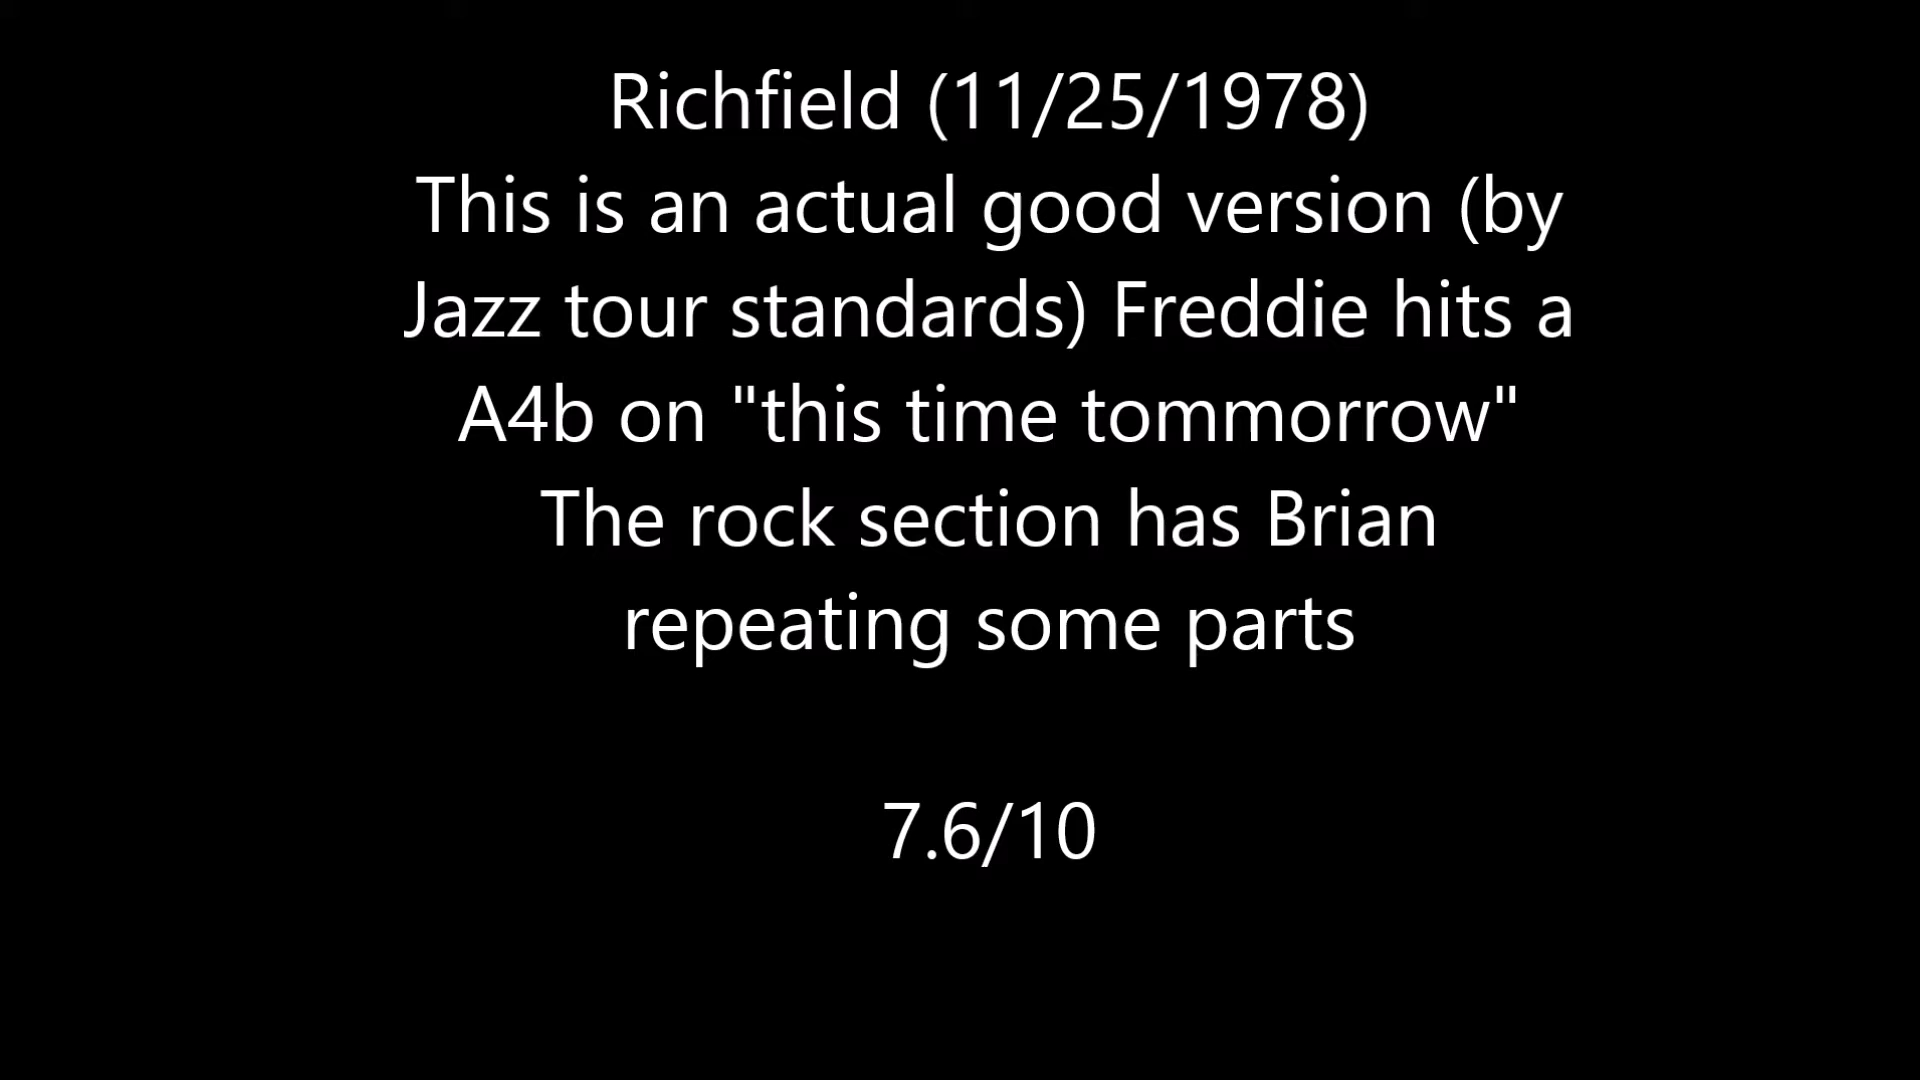 Richfield (11/25/1978)
This is an actual good version (by
Jazz tour standards) Freddie hits a
A4b on "this time tommorrow"
The rock section has Brian
repeating some parts
7.6/10